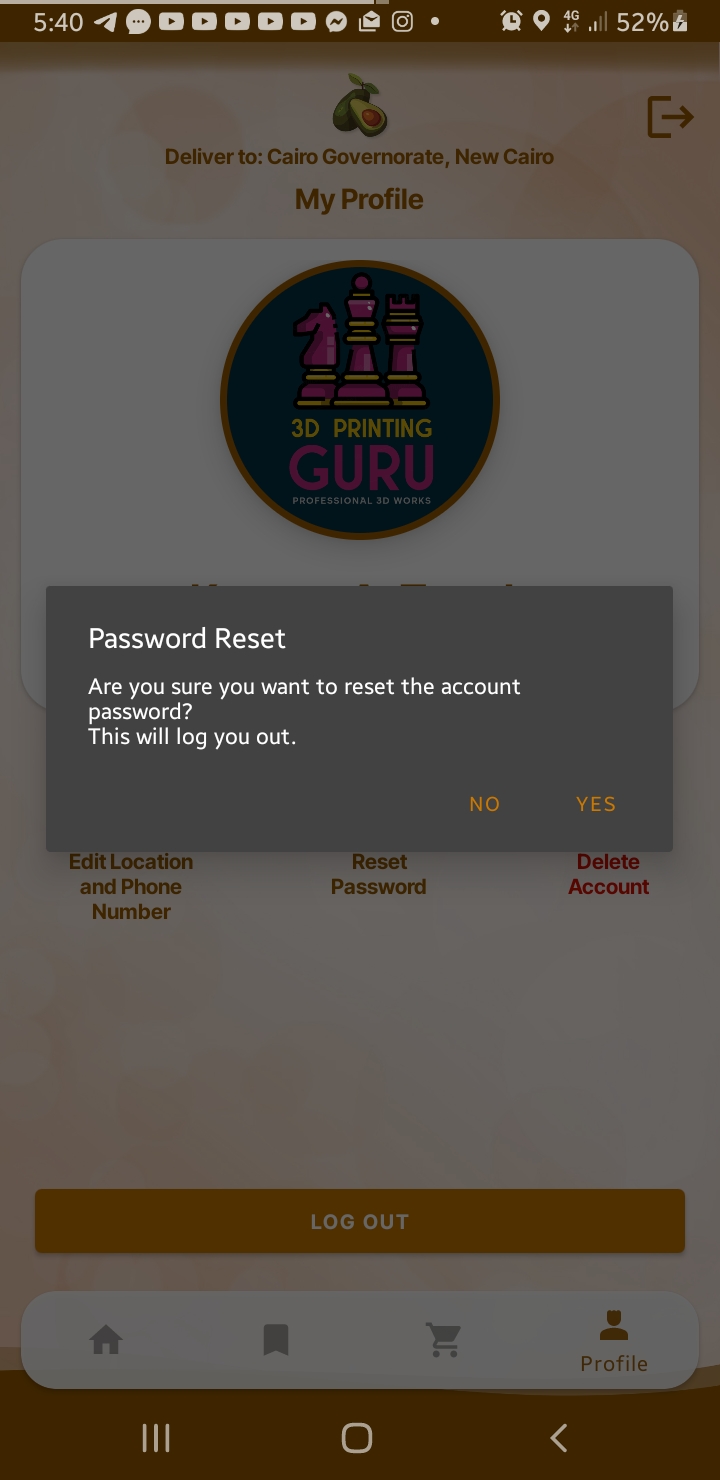 5:40
4G
52%
Deliver to: Cairo Governorate, New Cairo
My Profile
3D PRINTING
GURU
PROFESSIONAL 3D WORKS
Password Reset
Are you sure you want to reset the account
password?
This will log you out.
NO
YES
Edit Location
and Phone
Number
Reset
Password
Delete
Account
LOG OUT
Profile